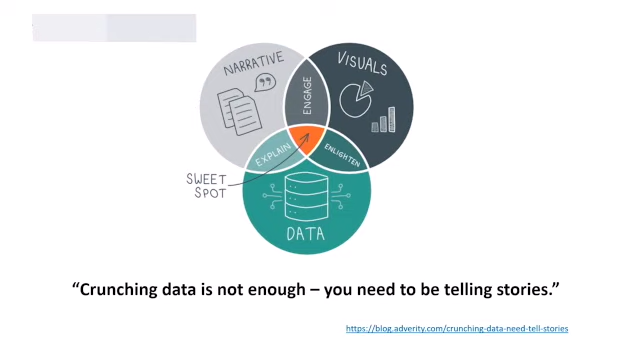 NARRATIVE
VISUALS
ENGAGE
EXPLAIN
ENLIGHTEN
SWEET
SPOT
DATA
“Crunching data is not enough – you need to be telling stories.”
https://blog.adverity.com/crunching-data-need-tell-stories